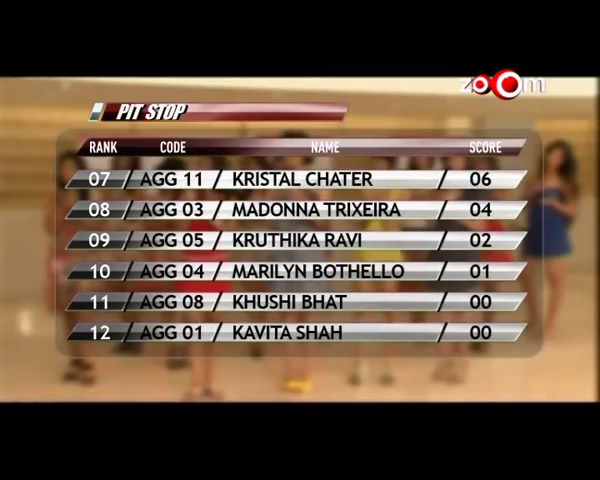 zoom
PIT STOP
RANK CODE NAME SCORE
07 AGG 11 KRISTAL CHATER 06
08 AGG 03 MADONNA TRIXEIRA 04
09 AGG 05 KRUTHIKA RAVI 02
10 AGG 04 MARILYN BOTHELLO 01
11 AGG 08 KHUSHI BHAT 00
12 AGG 01 KAVITA SHAH 00